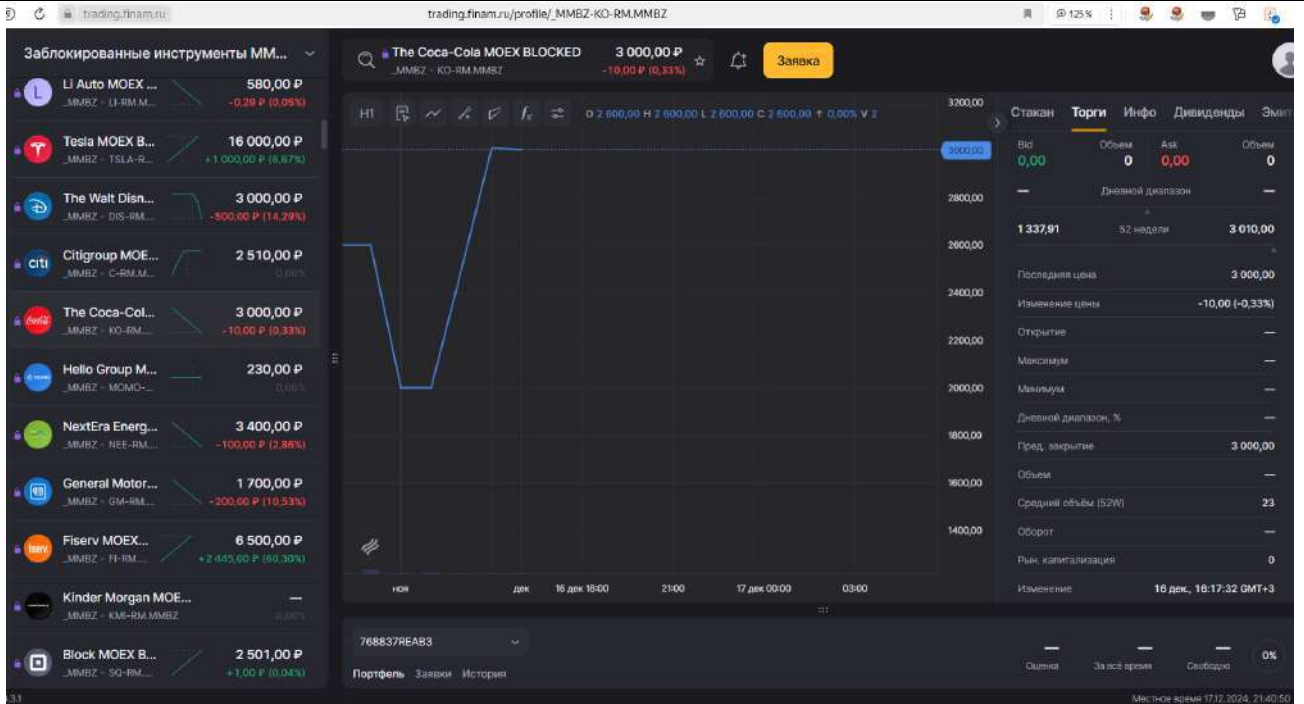 trading.finam.ru
trading.finam.ru/profile/_MMBZ-KO-RM.MMBZ
125%
Заблокированные инструменты ММ...
Li Auto MOEX ...
580,00 ₽
_MMBZ - LI-RM.M...
-0,29 ₽ (0,05%)
Tesla MOEX B...
16 000,00 ₽
_MMBZ - TSLA-R...
+1 000,00 ₽ (6,67%)
The Walt Disn...
3 000,00 ₽
_MMBZ - DIS-RM....
-500,00 ₽ (14,29%)
citi
Citigroup MOE...
2 510,00 ₽
_MMBZ - C-RM.M...
0,00%
The Coca-Col...
3 000,00 ₽
_MMBZ - KO-RM....
-10,00 ₽ (0,33%)
Hello Group M...
230,00 ₽
_MMBZ - MOMO-...
0,00%
NextEra Energ...
3 400,00 ₽
_MMBZ - NEE-RM....
-100,00 ₽ (2,86%)
General Motor...
1 700,00 ₽
_MMBZ - GM-RM....
-200,00 ₽ (10,53%)
fiserv.
Fiserv MOEX...
6 500,00 ₽
_MMBZ - FI-RM....
+2 445,00 ₽ (60,30%)
Kinder Morgan MOE...
—
_MMBZ - KMI-RM.MMBZ
0,00%
Block MOEX B...
2 501,00 ₽
_MMBZ - SQ-RM....
+1,00 ₽ (0,04%)
The Coca-Cola MOEX BLOCKED
3 000,00 ₽
_MMBZ - KO-RM.MMBZ
-10,00 ₽ (0,33%)
Заявка
H1
O 2 600,00 H 2 600,00 L 2 600,00 C 2 600,00 ↑ 0,00% V 2
3200,00
3000,00
2800,00
2600,00
2400,00
2200,00
2000,00
1800,00
1600,00
1400,00
ноя
дек
16 дек 18:00
21:00
17 дек 00:00
03:00
Стакан Торги Инфо Дивиденды Эмит
Bid Объем Ask Объем
0,00 0 0,00 0
— Дневной диапазон —
1 337,91 52 недели 3 010,00
Последняя цена 3 000,00
Изменение цены -10,00 (-0,33%)
Открытие —
Максимум —
Минимум —
Дневной диапазон, % —
Пред. закрытие 3 000,00
Объем —
Средний объём (52W) 23
Оборот —
Рын. капитализация 0
Изменение 16 дек., 16:17:32 GMT+3
768837REAB3
Портфель Заявки История
— — — 0%
Оценка За всё время Свободно
Местное время 17.12.2024, 21:40:50